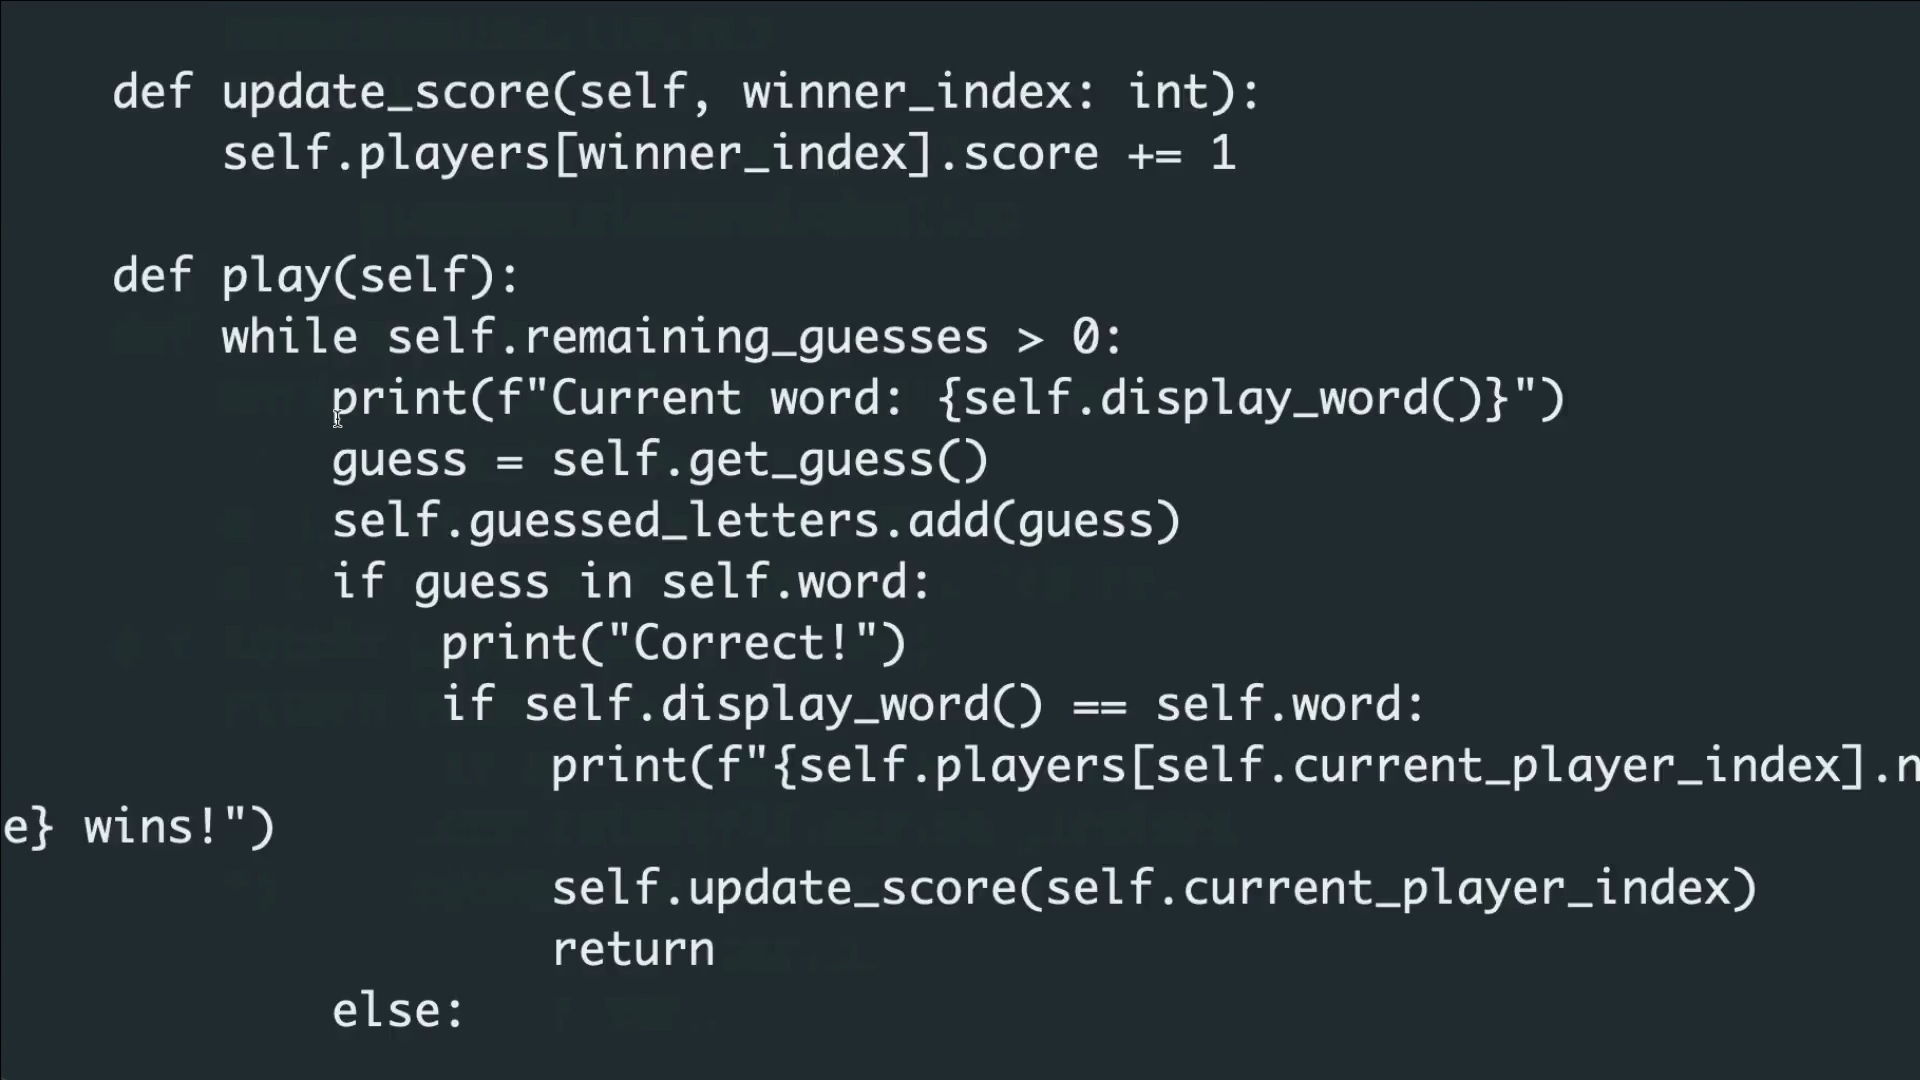 def update_score(self, winner_index: int):
self.players[winner_index].score += 1
def play(self):
while self.remaining_guesses > 0:
print(f"Current word: {self.display_word()}")
guess = self.get_guess()
self.guessed_letters.add(guess)
if guess in self.word:
print("Correct!")
if self.display_word() == self.word:
print(f"{self.players[self.current_player_index].n
e} wins!")
self.update_score(self.current_player_index)
return
else: